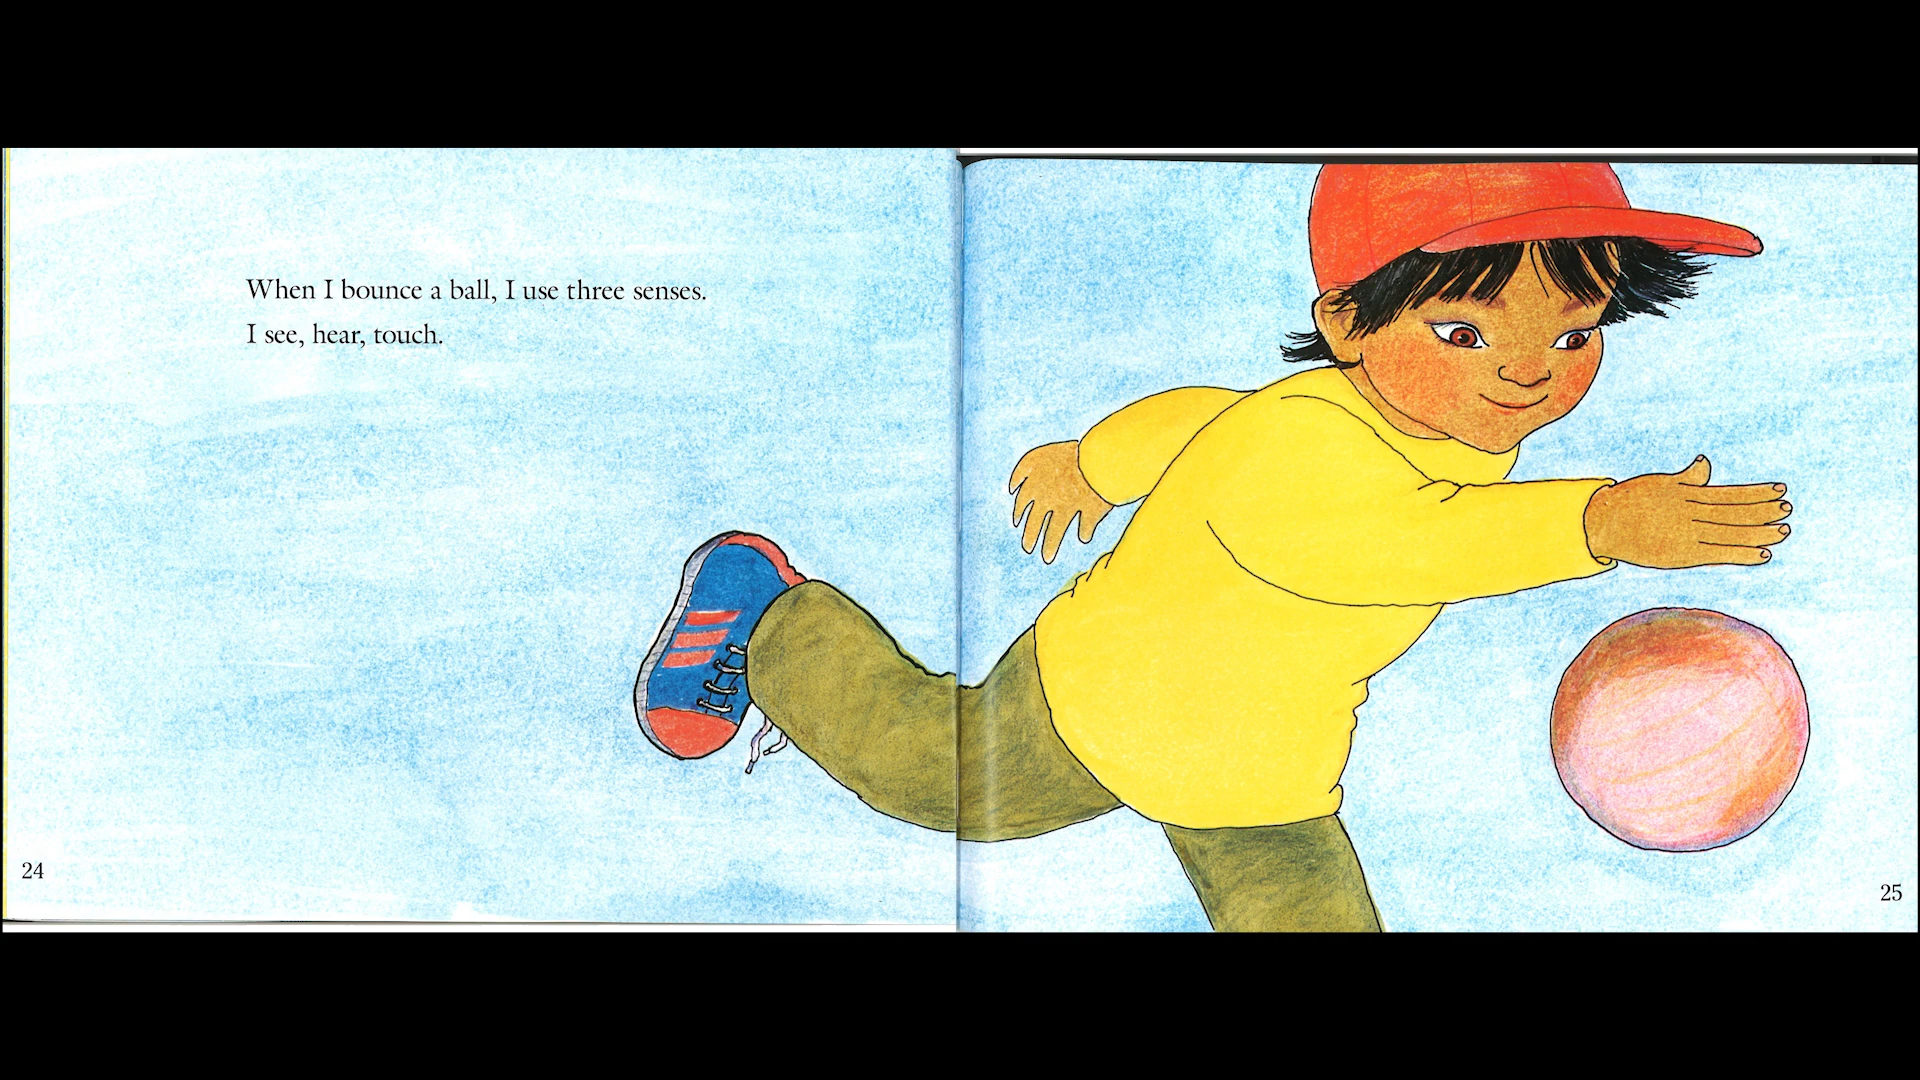 When I bounce a ball, I use three senses.
I see, hear, touch.
24
25